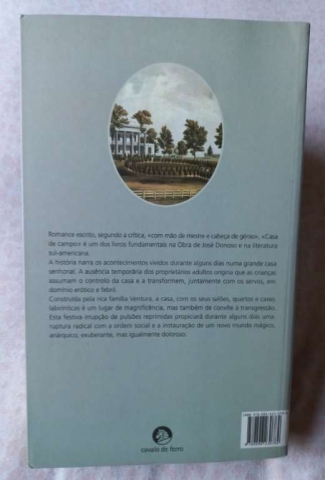 Romance escrito, segundo a crítica, «com mão de mestre e cabeça de génio», «Casa
de campo» é um dos livros fundamentais na Obra de José Donoso e na literatura
sul-americana.
A história narra os acontecimentos vividos durante alguns dias numa grande casa
senhorial. A ausência temporária dos proprietários adultos origina que as crianças
assumam o controlo da casa e a transformem, juntamente com os servos, em
domínio erótico e febril.
Construída pela rica família Ventura, a casa, com os seus salões, quartos e caves
labirínticas é um lugar de magnificência, mas também de convite à transgressão.
Esta festiva irrupção de pulsões reprimidas propiciará durante alguns dias uma
ruptura radical com a ordem social e a instauração de um novo mundo mágico,
anárquico, exuberante, mas igualmente doloroso.
cavalo de ferro